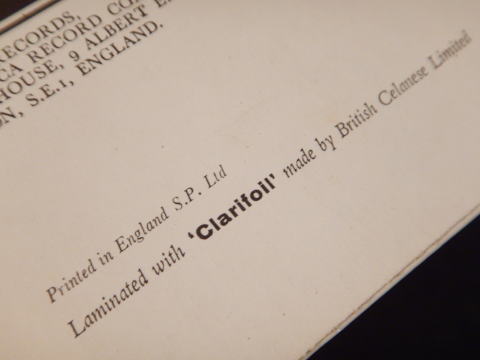 RECORDS,
CA RECORD CO
HOUSE, 9 ALBERT E
N, S.E.1, ENGLAND.
Printed in England S.P. Ltd
Laminated with 'Clarifoil' made by British Celanese Limited